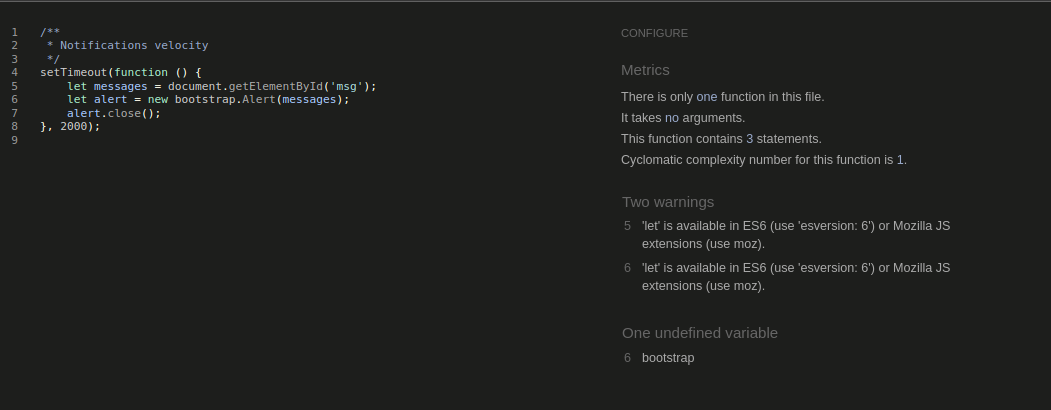 1 /**
2  * Notifications velocity
3  */
4 setTimeout(function () {
5     let messages = document.getElementById('msg');
6     let alert = new bootstrap.Alert(messages);
7     alert.close();
8 }, 2000);
9
CONFIGURE
Metrics
There is only one function in this file.
It takes no arguments.
This function contains 3 statements.
Cyclomatic complexity number for this function is 1.
Two warnings
5 'let' is available in ES6 (use 'esversion: 6') or Mozilla JS
extensions (use moz).
6 'let' is available in ES6 (use 'esversion: 6') or Mozilla JS
extensions (use moz).
One undefined variable
6 bootstrap